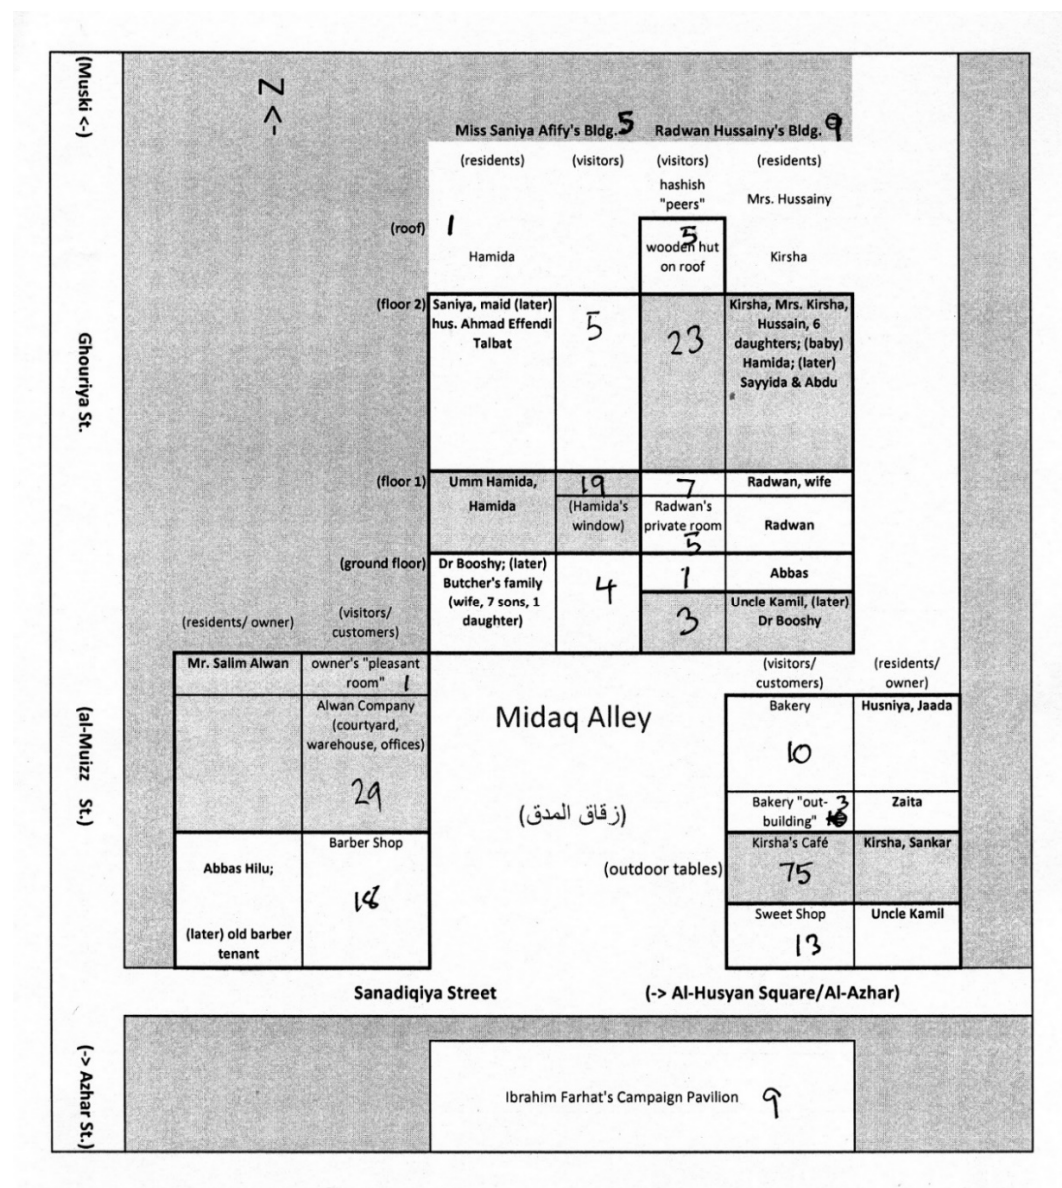 (Muski <-)
Z
<-
Miss Saniya Afify's Bldg. 5
Radwan Hussainy's Bldg. 9
(residents)
(visitors)
(visitors)
(residents)
hashish
"peers"
Mrs. Hussainy
(roof)
1
5
Hamida
wooden hut
on roof
Kirsha
(floor 2)
Saniya, maid (later)
hus. Ahmad Effendi
Talbat
5
23
Kirsha, Mrs. Kirsha,
Hussain, 6
daughters; (baby)
Hamida; (later)
Sayyida & Abdu
Ghouriya St.
(floor 1)
Umm Hamida,
Hamida
19
(Hamida's
window)
7
Radwan's
private room
5
Radwan, wife
Radwan
(ground floor)
Dr Booshy; (later)
Butcher's family
(wife, 7 sons, 1
daughter)
4
1
Abbas
3
Uncle Kamil, (later)
Dr Booshy
(residents/ owner)
(visitors/
customers)
Mr. Salim Alwan
owner's "pleasant
room" 1
Alwan Company
(courtyard,
warehouse, offices)
29
Abbas Hilu;
(later) old barber
tenant
Barber Shop
18
Midaq Alley
(زقاق المدق)
(outdoor tables)
(visitors/
customers)
(residents/
owner)
Bakery
10
Husniya, Jaada
Bakery "out- 3
building"
Zaita
Kirsha's Café
75
Kirsha, Sankar
Sweet Shop
13
Uncle Kamil
(al-Muizz St.)
Sanadiqiya Street
(-> Al-Husyan Square/Al-Azhar)
(-> Azhar St.)
Ibrahim Farhat's Campaign Pavilion 9